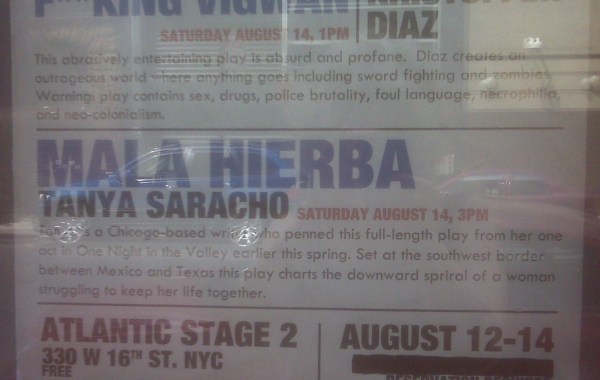 F**KING VIGWAN
SATURDAY AUGUST 14, 1PM
DIAZ
This abrasively entertaining play is absurd and profane. Diaz creates an
outrageous world where anything goes including sword fighting and zombies.
Warning: play contains sex, drugs, police brutality, foul language, necrophilia
and neo-colonialism.
MALA HIERBA
TANYA SARACHO SATURDAY AUGUST 14, 3PM
is a Chicago-based writer who penned this full-length play from her one
act in One Night in the Valley earlier this spring. Set at the southwest border
between Mexico and Texas this play charts the downward spriral of a woman
struggling to keep her life together.
ATLANTIC STAGE 2
330 W 16TH ST. NYC
FREE
AUGUST 12-14